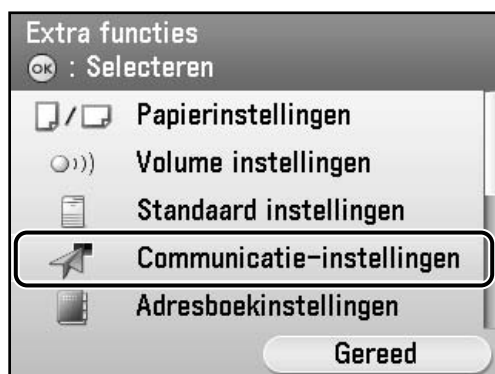 Extra functies
OK : Selecteren
Papierinstellingen
Volume instellingen
Standaard instellingen
Communicatie-instellingen
Adresboekinstellingen
Gereed